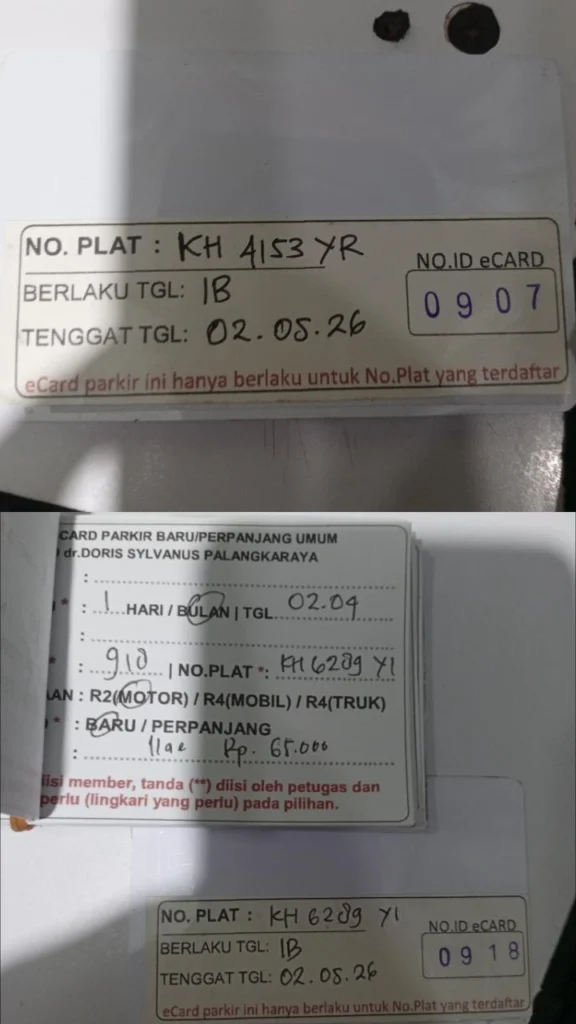 NO. PLAT : KH 4153 YR
NO.ID eCARD
BERLAKU TGL: 1B
0907
TENGGAT TGL: 02.05.26
eCard parkir ini hanya berlaku untuk No.Plat yang terdaftar
CARD PARKIR BARU/PERPANJANG UMUM
dr.DORIS SYLVANUS PALANGKARAYA
: ....................
* : 1 HARI / BULAN | TGL 02.04
: ....................
: 918 | NO.PLAT *: KH 6289 YI
AN : R2(MOTOR) / R4(MOBIL) / R4(TRUK)
* : BARU / PERPANJANG
: Rp. 65.000
iisi member, tanda (**) diisi oleh petugas dan
perlu (lingkari yang perlu) pada pilihan.
NO. PLAT : KH 6289 YI
NO.ID eCARD
BERLAKU TGL: 1B
0918
TENGGAT TGL: 02.05.26
eCard parkir ini hanya berlaku untuk No.Plat yang terdaftar